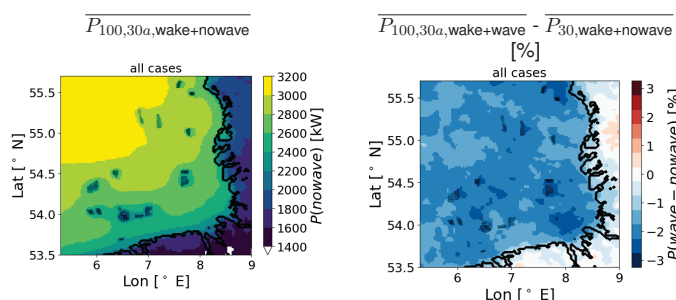 P100,30a,wake+nowave
P100,30a,wake+wave - P30,wake+nowave
[%]
all cases
55.5
55.0
54.5
54.0
53.5
6 7 8 9
Lon [° E]
Lat [° N]
3200
3000
2800
2600
2400
2200
2000
1800
1600
1400
P(nowave) [kW]
all cases
55.5
55.0
54.5
54.0
53.5
6 7 8 9
Lon [° E]
Lat [° N]
3
2
1
0
−1
−2
−3
P(wave − nowave) [%]